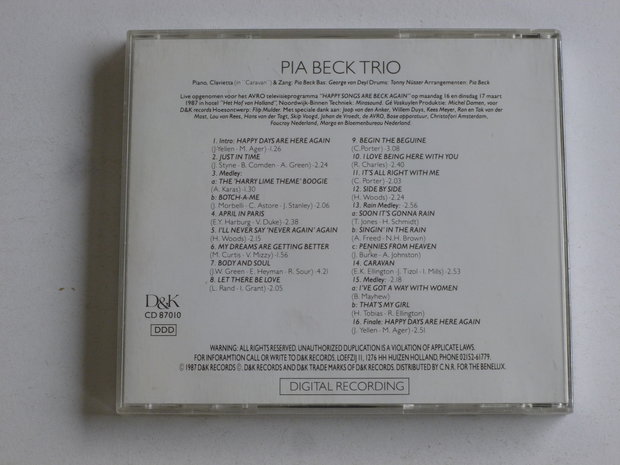 PIA BECK TRIO
Piano, Clavietta (in 'Caravan') & Zang: Pia Beck Bas: George van Deyl Drums: Tonny Nüsser Arrangementen: Pia Beck
Live opgenomen voor het AVRO televisieprogramma "HAPPY SONGS ARE BECK AGAIN" op maandag 16 en dinsdag 17 maart
1987 in hotel "Het Hof van Holland", Noordwijk-Binnen Techniek: Mirasound. Gé Vaskuylen Produktie: Michel Damen, voor
D&K records Hoesontwerp: Flip Mulder. Met speciale dank aan: Joop van den Anker, Willem Duys, Kees Meyer, Ron en Tak van der
Mast, Lou van Rees, Hans van der Togt, Skip Voogd, Johan de Vroedt, de AVRO, Bose apparatuur, Christofori Amsterdam,
Foucroy Nederland, Margo en Bloemenbureau Nederland.
1. Intro: HAPPY DAYS ARE HERE AGAIN
(J.Yellen · M. Ager) ·1.26
2. JUST IN TIME
(J. Styne · B. Comden · A. Green) ·2.24
3. Medley:
a: THE 'HARRY LIME THEME' BOOGIE
(A. Karas) ·1.30
b: BOTCH-A-ME
(J. Morbelli · C. Astore · J. Stanley) ·2.06
4. APRIL IN PARIS
(E.Y. Harburg · V. Duke) ·2.38
5. I'LL NEVER SAY 'NEVER AGAIN' AGAIN
(H. Woods) ·2.15
6. MY DREAMS ARE GETTING BETTER
(M. Curtis · V. Mizzy) ·1.56
7. BODY AND SOUL
(J.W. Green · E. Heyman · R. Sour) ·4.21
8. LET THERE BE LOVE
(L. Rand · I. Grant) ·2.05
9. BEGIN THE BEGUINE
(C.Porter) ·3.08
10. I LOVE BEING HERE WITH YOU
(R. Charles) ·2.40
11. IT'S ALL RIGHT WITH ME
(C. Porter) ·2.03
12. SIDE BY SIDE
(H. Woods) ·2.24
13. Rain Medley: ·2.56
a: SOON IT'S GONNA RAIN
(T. Jones · H. Schmidt)
b: SINGIN' IN THE RAIN
(A. Freed · N.H. Brown)
c: PENNIES FROM HEAVEN
(J. Burke · A. Johnston)
14. CARAVAN
(E.K. Ellington · J. Tizol · I. Mills) ·2.53
15. Medley: ·2.18
a: I'VE GOT A WAY WITH WOMEN
(B. Mayhew)
b: THAT'S MY GIRL
(H. Tobias · R. Ellington)
16. Finale: HAPPY DAYS ARE HERE AGAIN
(J. Yellen · M. Ager) ·2.51
D&K
CD 87010
DDD
WARNING: ALL RIGHTS RESERVED. UNAUTHORIZED DUPLICATION IS A VIOLATION OF APPLICATE LAWS.
FOR INFORAMTION CALL OR WRITE TO D&K RECORDS, LOEFZIJ 11, 1276 HH HUIZEN HOLLAND, PHONE 02152-61779.
© 1987 D&K RECORDS ℗. D&K RECORDS AND D&K TRADE MARKS OF D&K RECORDS. DISTRIBUTED BY C.N.R. FOR THE BENELUX.
DIGITAL RECORDING